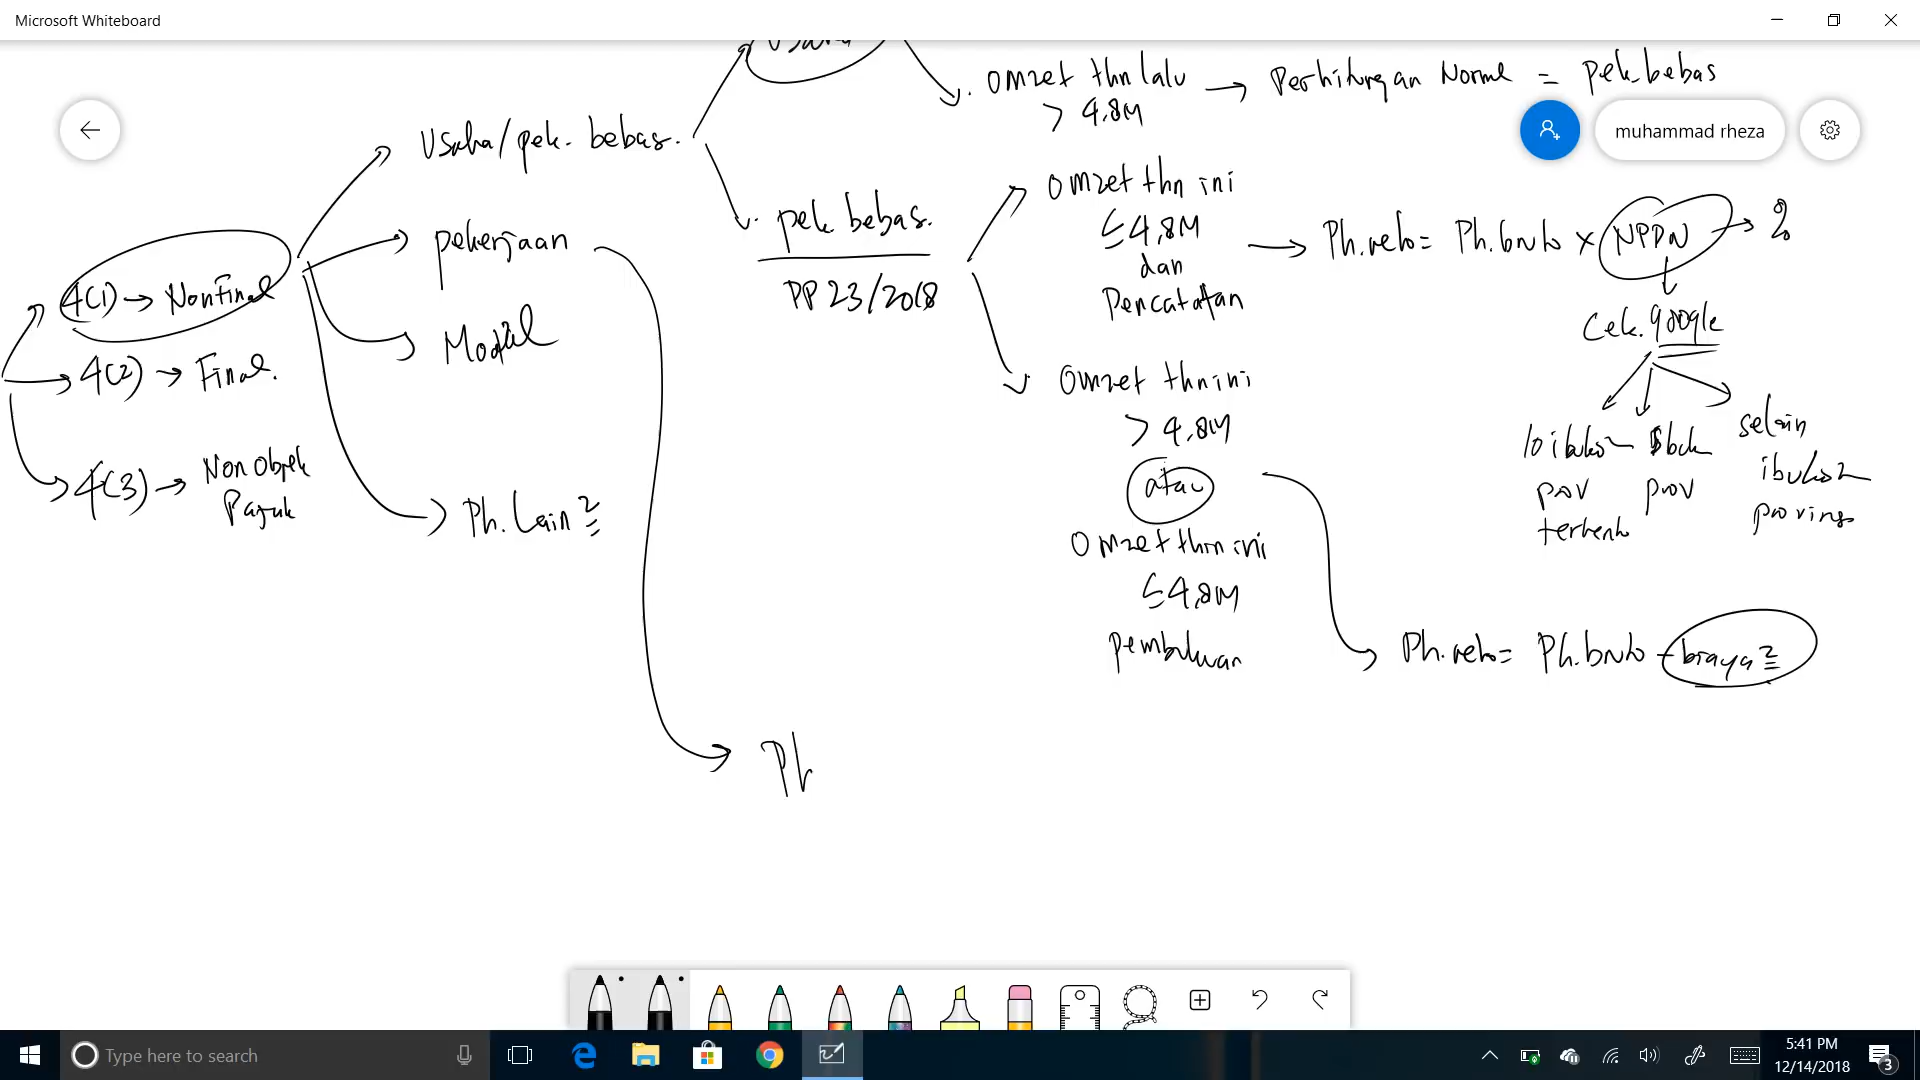 Microsoft Whiteboard
Omzet thn lalu → Perhitungan Norma = pek. bebas
> 4,8M
muhammad rheza
Usaha/pek. bebas.
pekerjaan
Modal
Ph. Lain2
4(1) → NonFinal
4(2) → Final.
4(3) → Non Objek
Pajak
pek bebas.
PP 23/2018
Omzet thn ini
≤ 4,8M
dan
Pencatatan
Ph. neto = Ph. bruto × NPPN → %
Cek. google
10 ibukota
prov
tertentu
prov
selain
ibukota
provinsi
Omzet thn ini
> 4,8M
atau
Omzet thn ini
≤ 4,8M
pembukuan
Ph. neto = Ph. bruto - biaya2
Ph
Type here to search
5:41 PM
12/14/2018
3